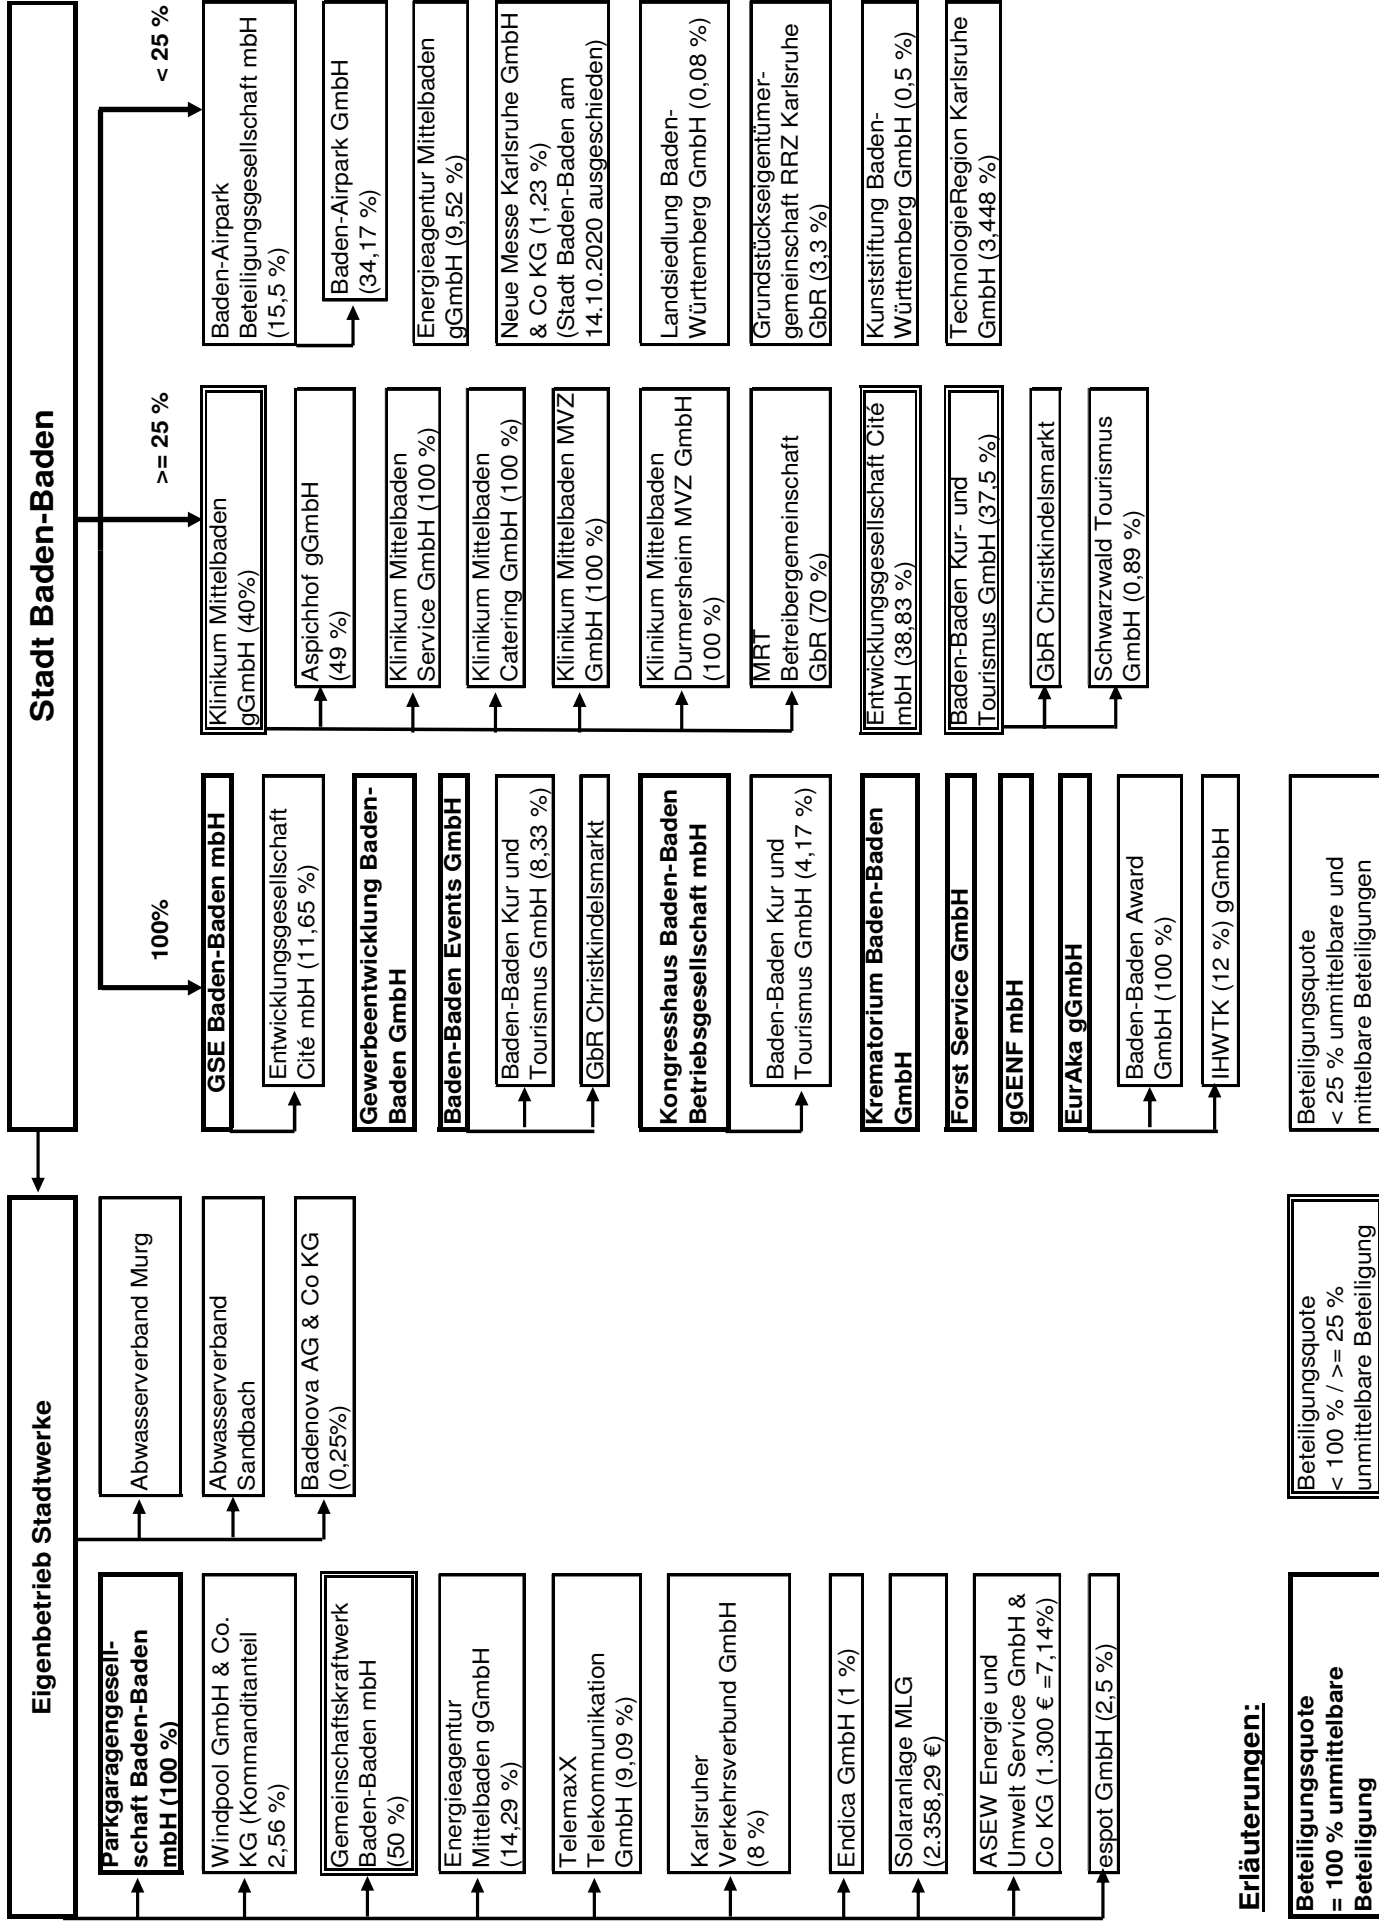 Stadt Baden-Baden
Eigenbetrieb Stadtwerke
Parkgaragengesell-
schaft Baden-Baden
mbH (100 %)
Windpool GmbH & Co.
KG (Kommanditanteil
2,56 %)
Gemeinschaftskraftwerk
Baden-Baden mbH
(50 %)
Energieagentur
Mittelbaden gGmbH
(14,29 %)
TelemaxX
Telekommunikation
GmbH (9,09 %)
Karlsruher
Verkehrsverbund GmbH
(8 %)
Endica GmbH (1 %)
Solaranlage MLG
(2.358,29 €)
ASEW Energie und
Umwelt Service GmbH &
Co KG (1.300 € =7,14%)
espot GmbH (2,5 %)
Abwasserverband Murg
Abwasserverband
Sandbach
Badenova AG & Co KG
(0,25%)
100%
GSE Baden-Baden mbH
Entwicklungsgesellschaft
Cité mbH (11,65 %)
Gewerbeentwicklung Baden-
Baden GmbH
Baden-Baden Events GmbH
Baden-Baden Kur und
Tourismus GmbH (8,33 %)
GbR Christkindelsmarkt
Kongresshaus Baden-Baden
Betriebsgesellschaft mbH
Baden-Baden Kur und
Tourismus GmbH (4,17 %)
Krematorium Baden-Baden
GmbH
Forst Service GmbH
gGENF mbH
EurAka gGmbH
Baden-Baden Award
GmbH (100 %)
IHWTK (12 %) gGmbH
>= 25 %
Klinikum Mittelbaden
gGmbH (40%)
Aspichhof gGmbH
(49 %)
Klinikum Mittelbaden
Service GmbH (100 %)
Klinikum Mittelbaden
Catering GmbH (100 %)
Klinikum Mittelbaden MVZ
GmbH (100 %)
Klinikum Mittelbaden
Durmersheim MVZ GmbH
(100 %)
MRT
Betreibergemeinschaft
GbR (70 %)
Entwicklungsgesellschaft Cité
mbH (38,83 %)
Baden-Baden Kur- und
Tourismus GmbH (37,5 %)
GbR Christkindelsmarkt
Schwarzwald Tourismus
GmbH (0,89 %)
< 25 %
Baden-Airpark
Beteiligungsgesellschaft mbH
(15,5 %)
Baden-Airpark GmbH
(34,17 %)
Energieagentur Mittelbaden
gGmbH (9,52 %)
Neue Messe Karlsruhe GmbH
& Co KG (1,23 %)
(Stadt Baden-Baden am
14.10.2020 ausgeschieden)
Landsiedlung Baden-
Württemberg GmbH (0,08 %)
Grundstückseigentümer-
gemeinschaft RRZ Karlsruhe
GbR (3,3 %)
Kunststiftung Baden-
Württemberg GmbH (0,5 %)
TechnologieRegion Karlsruhe
GmbH (3,448 %)
Erläuterungen:
Beteiligungsquote
= 100 % unmittelbare
Beteiligung
Beteiligungsquote
< 100 % / >= 25 %
unmittelbare Beteiligung
Beteiligungsquote
< 25 % unmittelbare und
mittelbare Beteiligungen